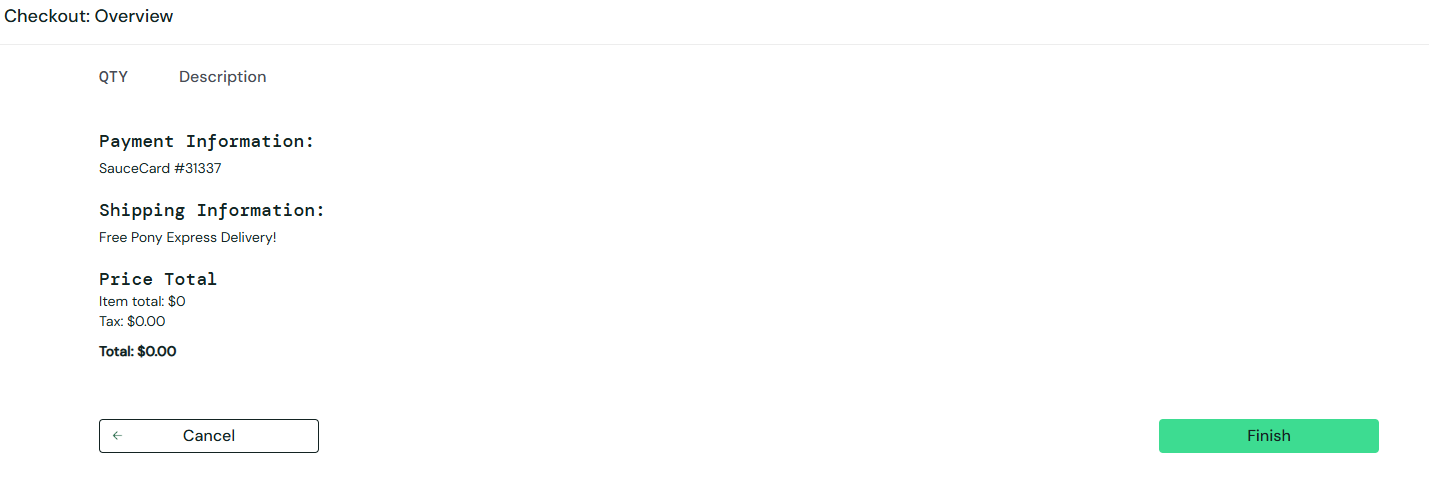 Checkout: Overview
QTY Description
Payment Information:
SauceCard #31337
Shipping Information:
Free Pony Express Delivery!
Price Total
Item total: $0
Tax: $0.00
Total: $0.00
Cancel Finish